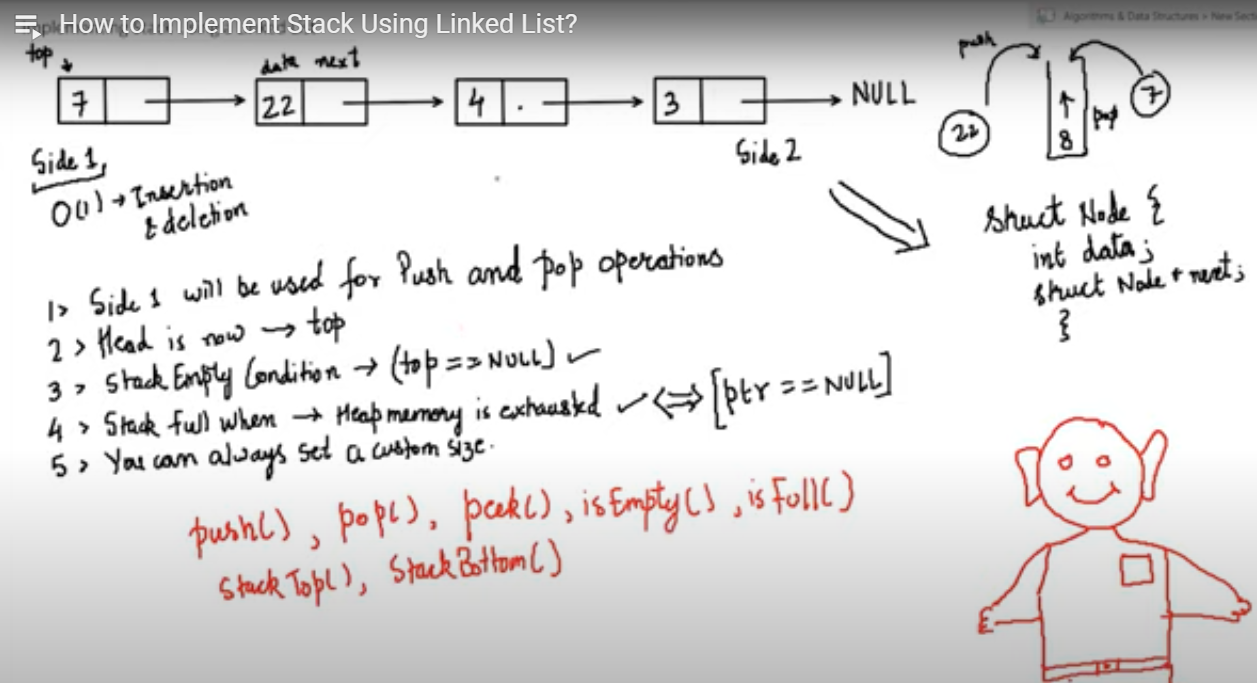 How to Implement Stack Using Linked List?
Algorithms & Data Structures > New Sect
top
data next
push
7
22
4 .
3
NULL
22
8
pop
7
Side 1,
Side 2
O(1) → Insertion
& deletion
Struct Node {
int data;
struct Node * next;
}
1> Side 1 will be used for Push and pop operations
2> Head is now → top
3> Stack Empty Condition → (top == NULL) ✓
4> Stack full when → Heap memory is exhausted ✓ ⇔ [ptr == NULL]
5> You can always set a custom size.
push(), pop(), peek(), isEmpty(), isFull()
StackTop(), StackBottom()